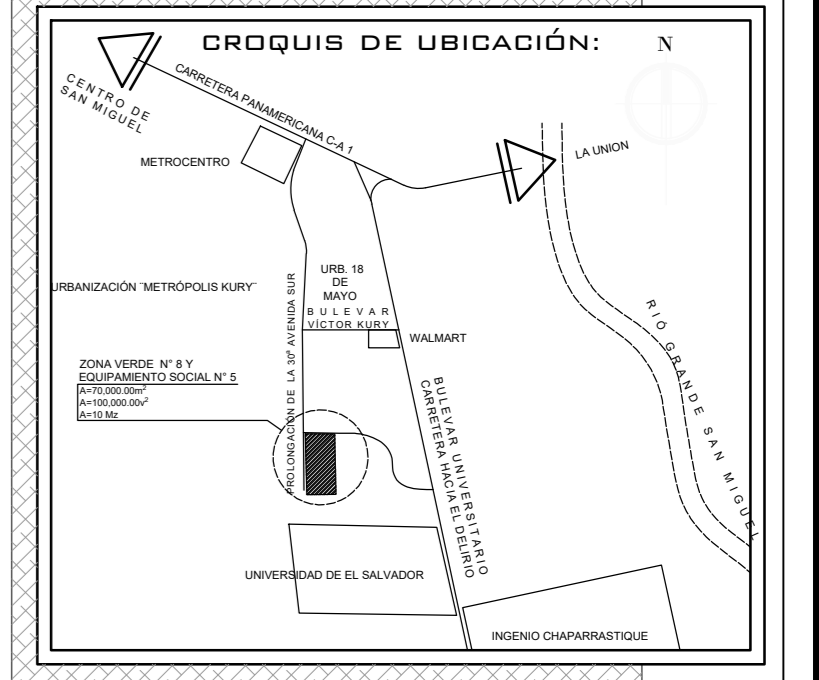 CROQUIS DE UBICACIÓN:
N
CENTRO DE
SAN MIGUEL
CARRETERA PANAMERICANA C-A 1
METROCENTRO
LA UNION
URBANIZACIÓN ¨METRÓPOLIS KURY¨
URB. 18
DE
MAYO
BULEVAR
VÍCTOR KURY
WALMART
RIÓ GRANDE SAN MIGUEL
ZONA VERDE N° 8 Y
EQUIPAMIENTO SOCIAL N° 5
A=70,000.00m²
A=100,000.00v²
A=10 Mz
PROLONGACIÓN DE LA 30ª AVENIDA SUR
BULEVAR UNIVERSITARIO
CARRETERA HACIA EL DELIRIO
UNIVERSIDAD DE EL SALVADOR
INGENIO CHAPARRASTIQUE